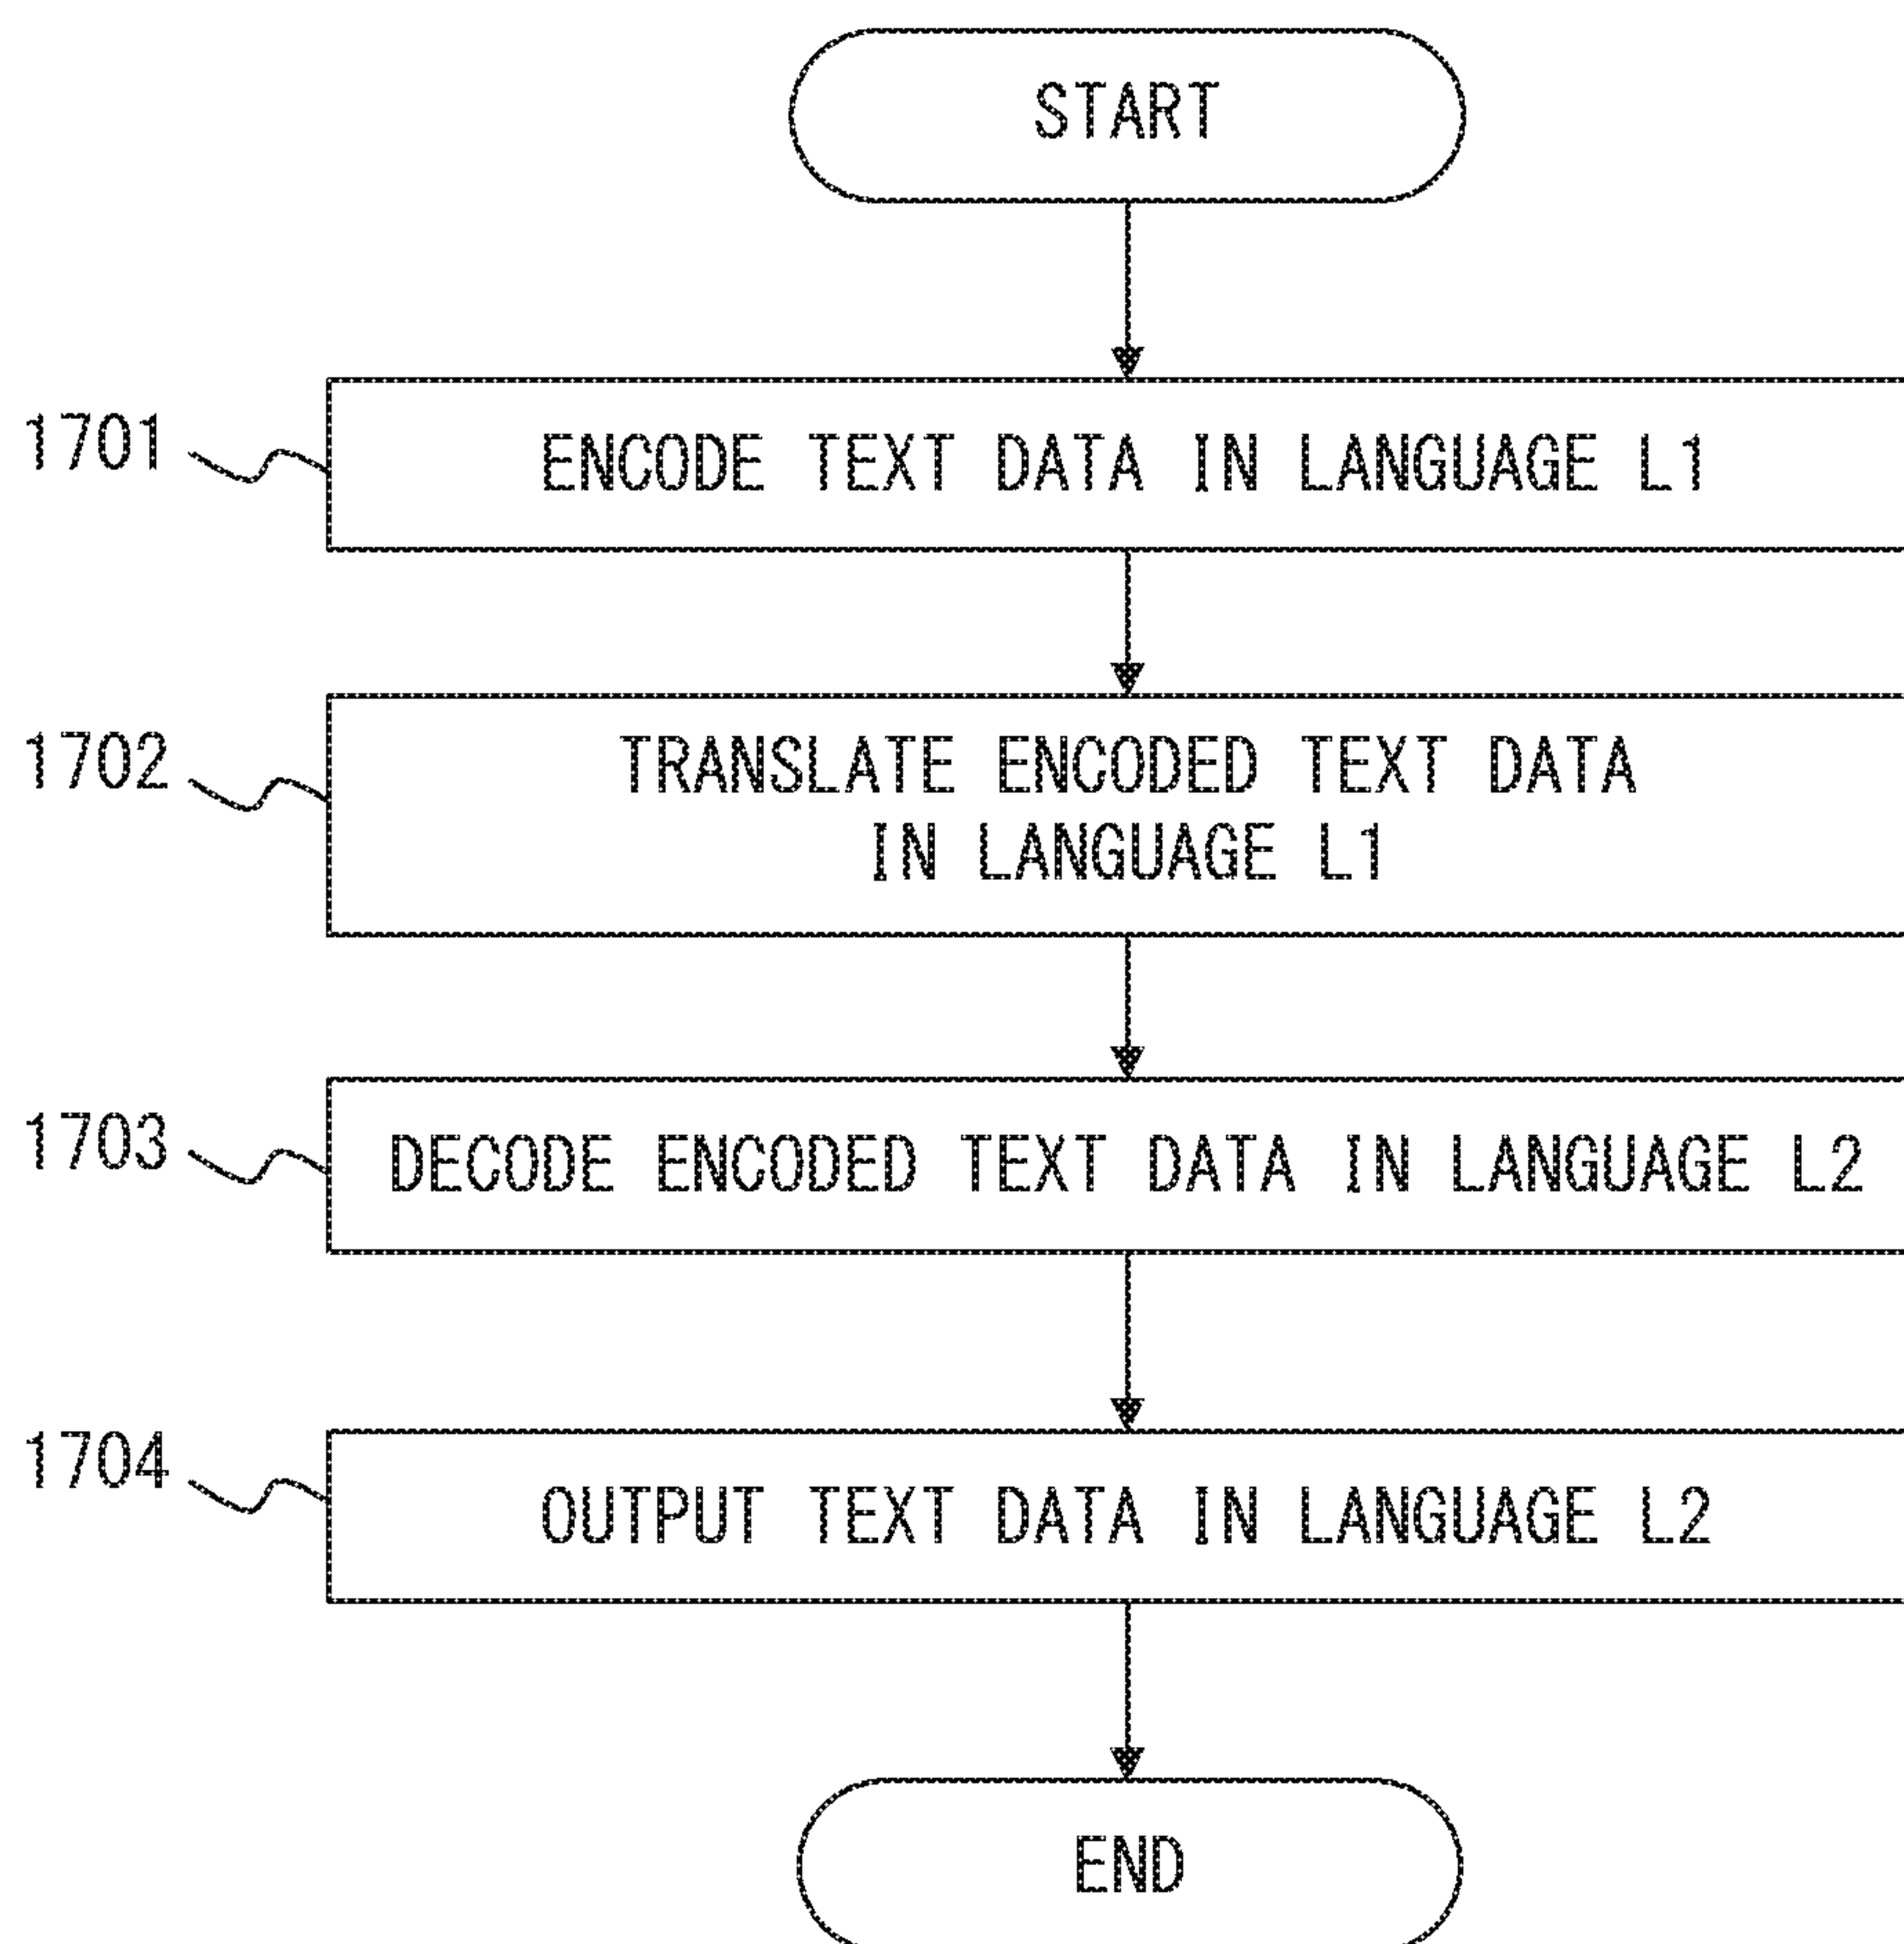 START
1701
ENCODE TEXT DATA IN LANGUAGE L1
1702
TRANSLATE ENCODED TEXT DATA
IN LANGUAGE L1
1703
DECODE ENCODED TEXT DATA IN LANGUAGE L2
1704
OUTPUT TEXT DATA IN LANGUAGE L2
END